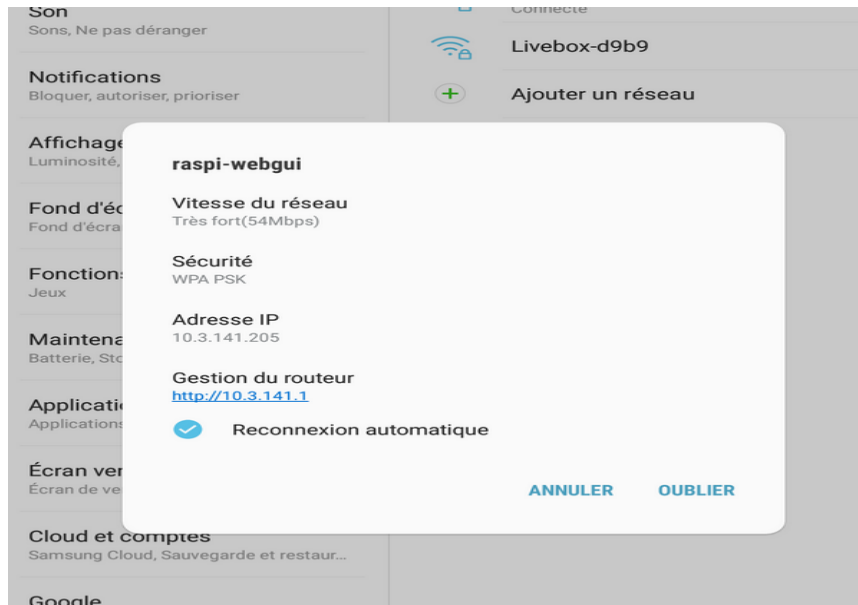 Son
Sons, Ne pas déranger
Notifications
Bloquer, autoriser, prioriser
Affichage
Luminosité,
Fond d'éc
Fond d'écra
Fonction
Jeux
Maintena
Batterie, Sto
Applicati
Applications
Écran ver
Écran de ve
Cloud et comptes
Samsung Cloud, Sauvegarde et restaur...
Google
Connecté
Livebox-d9b9
Ajouter un réseau
raspi-webgui
Vitesse du réseau
Très fort(54Mbps)
Sécurité
WPA PSK
Adresse IP
10.3.141.205
Gestion du routeur
http://10.3.141.1
Reconnexion automatique
ANNULER OUBLIER